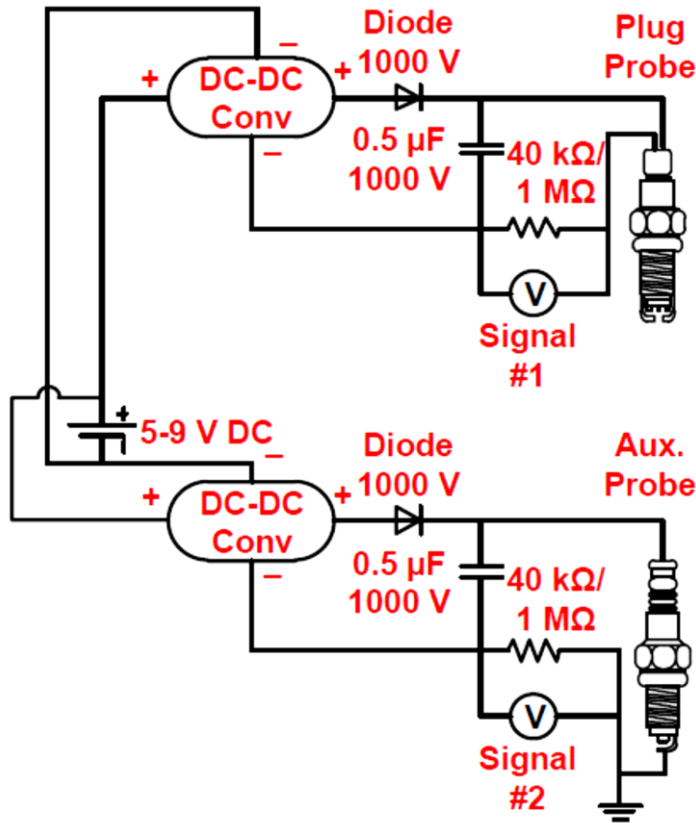 Diode
1000 V
Plug
Probe
–
+
DC-DC
Conv
+
–
0.5 µF
1000 V
40 kΩ/
1 MΩ
V
Signal
#1
+
5-9 V DC
Diode
1000 V
Aux.
Probe
–
+
DC-DC
Conv
+
–
0.5 µF
1000 V
40 kΩ/
1 MΩ
V
Signal
#2